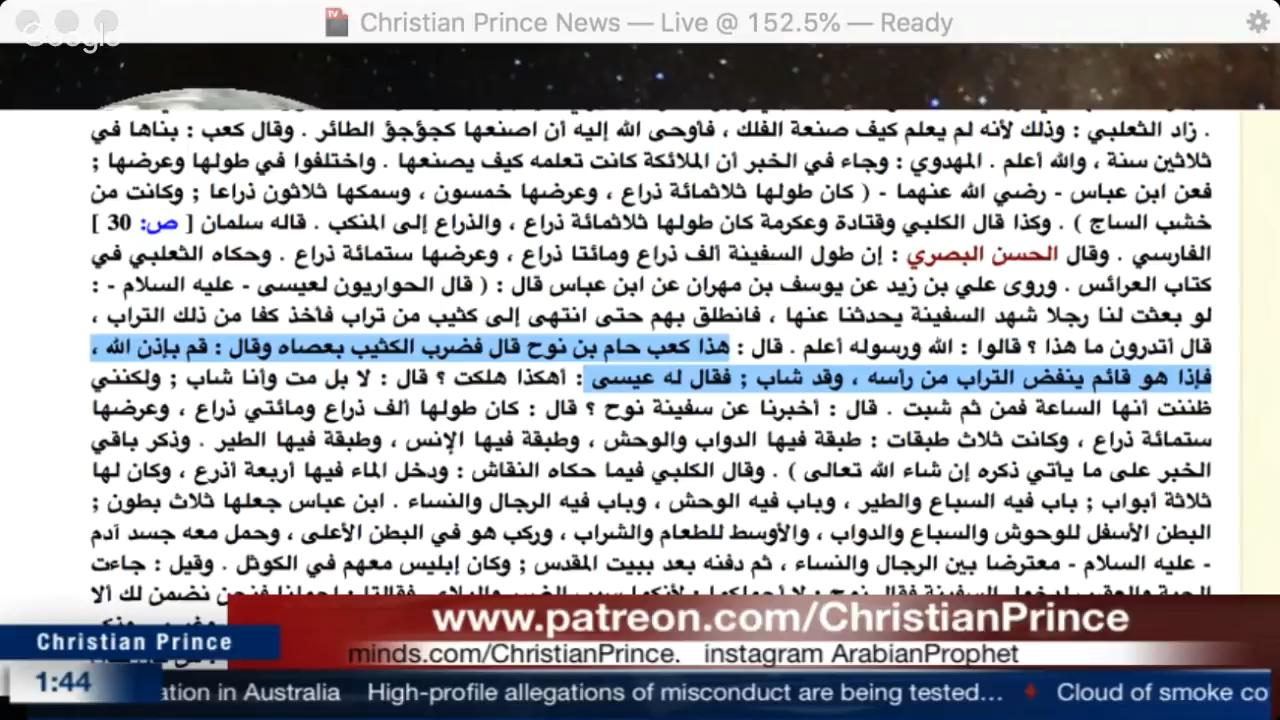 Christian Prince News — Live @ 152.5% — Ready
Google
. زاد الثعلبي : وذلك لأنه لم يعلم كيف صنعة الفلك ، فأوحى الله إليه أن اصنعها كجؤجؤ الطائر . وقال كعب : بناها في
ثلاثين سنة ، والله أعلم . المهدوي : وجاء في الخبر أن الملائكة كانت تعلمه كيف يصنعها . واختلفوا في طولها وعرضها ;
فعن ابن عباس - رضي الله عنهما - ( كان طولها ثلاثمائة ذراع ، وعرضها خمسون ، وسمكها ثلاثون ذراعا ; وكانت من
خشب الساج ) . وكذا قال الكلبي وقتادة وعكرمة كان طولها ثلاثمائة ذراع ، والذراع إلى المنكب . قاله سلمان [ ص: 30 ]
الفارسي . وقال الحسن البصري : إن طول السفينة ألف ذراع ومائتا ذراع ، وعرضها ستمائة ذراع . وحكاه الثعلبي في
كتاب العرائس . وروى علي بن زيد عن يوسف بن مهران عن ابن عباس قال : ( قال الحواريون لعيسى - عليه السلام - :
لو بعثت لنا رجلا شهد السفينة يحدثنا عنها ، فانطلق بهم حتى انتهى إلى كثيب من تراب فأخذ كفا من ذلك التراب ،
قال أتدرون ما هذا ؟ قالوا : الله ورسوله أعلم . قال : هذا كعب حام بن نوح قال فضرب الكثيب بعصاه وقال : قم بإذن الله ،
فإذا هو قائم ينفض التراب من رأسه ، وقد شاب ; فقال له عيسى : أهكذا هلكت ؟ قال : لا بل مت وأنا شاب ; ولكنني
ظننت أنها الساعة فمن ثم شبت . قال : أخبرنا عن سفينة نوح ؟ قال : كان طولها ألف ذراع ومائتي ذراع ، وعرضها
ستمائة ذراع ، وكانت ثلاث طبقات : طبقة فيها الدواب والوحش ، وطبقة فيها الإنس ، وطبقة فيها الطير . وذكر باقي
الخبر على ما يأتي ذكره إن شاء الله تعالى ) . وقال الكلبي فيما حكاه النقاش : ودخل الماء فيها أربعة أذرع ، وكان لها
ثلاثة أبواب ; باب فيه السباع والطير ، وباب فيه الوحش ، وباب فيه الرجال والنساء . ابن عباس جعلها ثلاث بطون ;
البطن الأسفل للوحوش والسباع والدواب ، والأوسط للطعام والشراب ، وركب هو في البطن الأعلى ، وحمل معه جسد آدم
- عليه السلام - معترضا بين الرجال والنساء ، ثم دفنه بعد ببيت المقدس ; وكان إبليس معهم في الكوثل . وقيل : جاءت
نضمن لك ألا
www.patreon.com/ChristianPrince
Christian Prince
minds.com/ChristianPrince. instagram ArabianProphet
1:44
ation in Australia High-profile allegations of misconduct are being tested... Cloud of smoke co